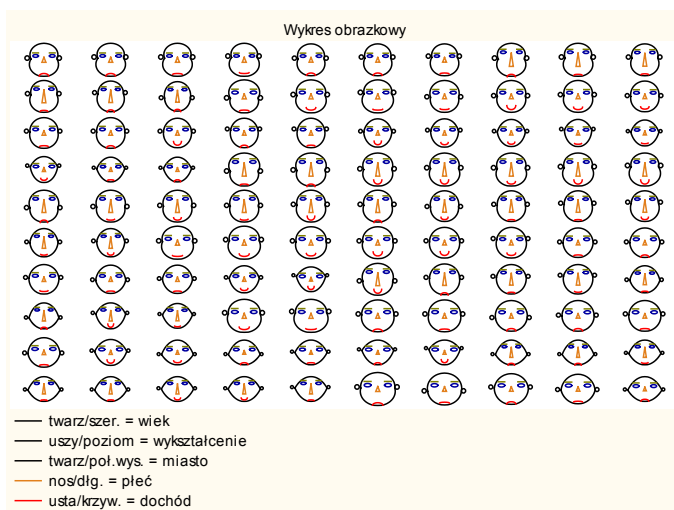 Wykres obrazkowy
twarz/szer. = wiek
uszy/poziom = wykształcenie
twarz/poł.wys. = miasto
nos/dłg. = płeć
usta/krzyw. = dochód